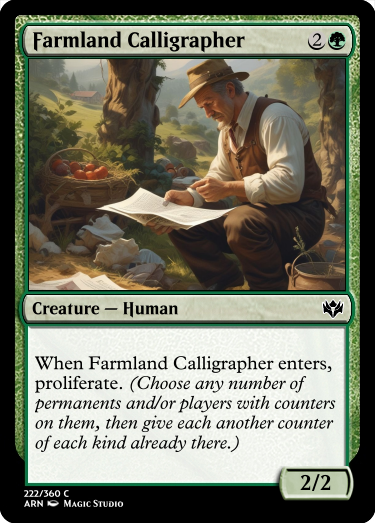 Farmland Calligrapher 2
Creature — Human
When Farmland Calligrapher enters,
proliferate. (Choose any number of
permanents and/or players with counters
on them, then give each another counter
of each kind already there.)
2/2
222/360 C
ARN Magic Studio